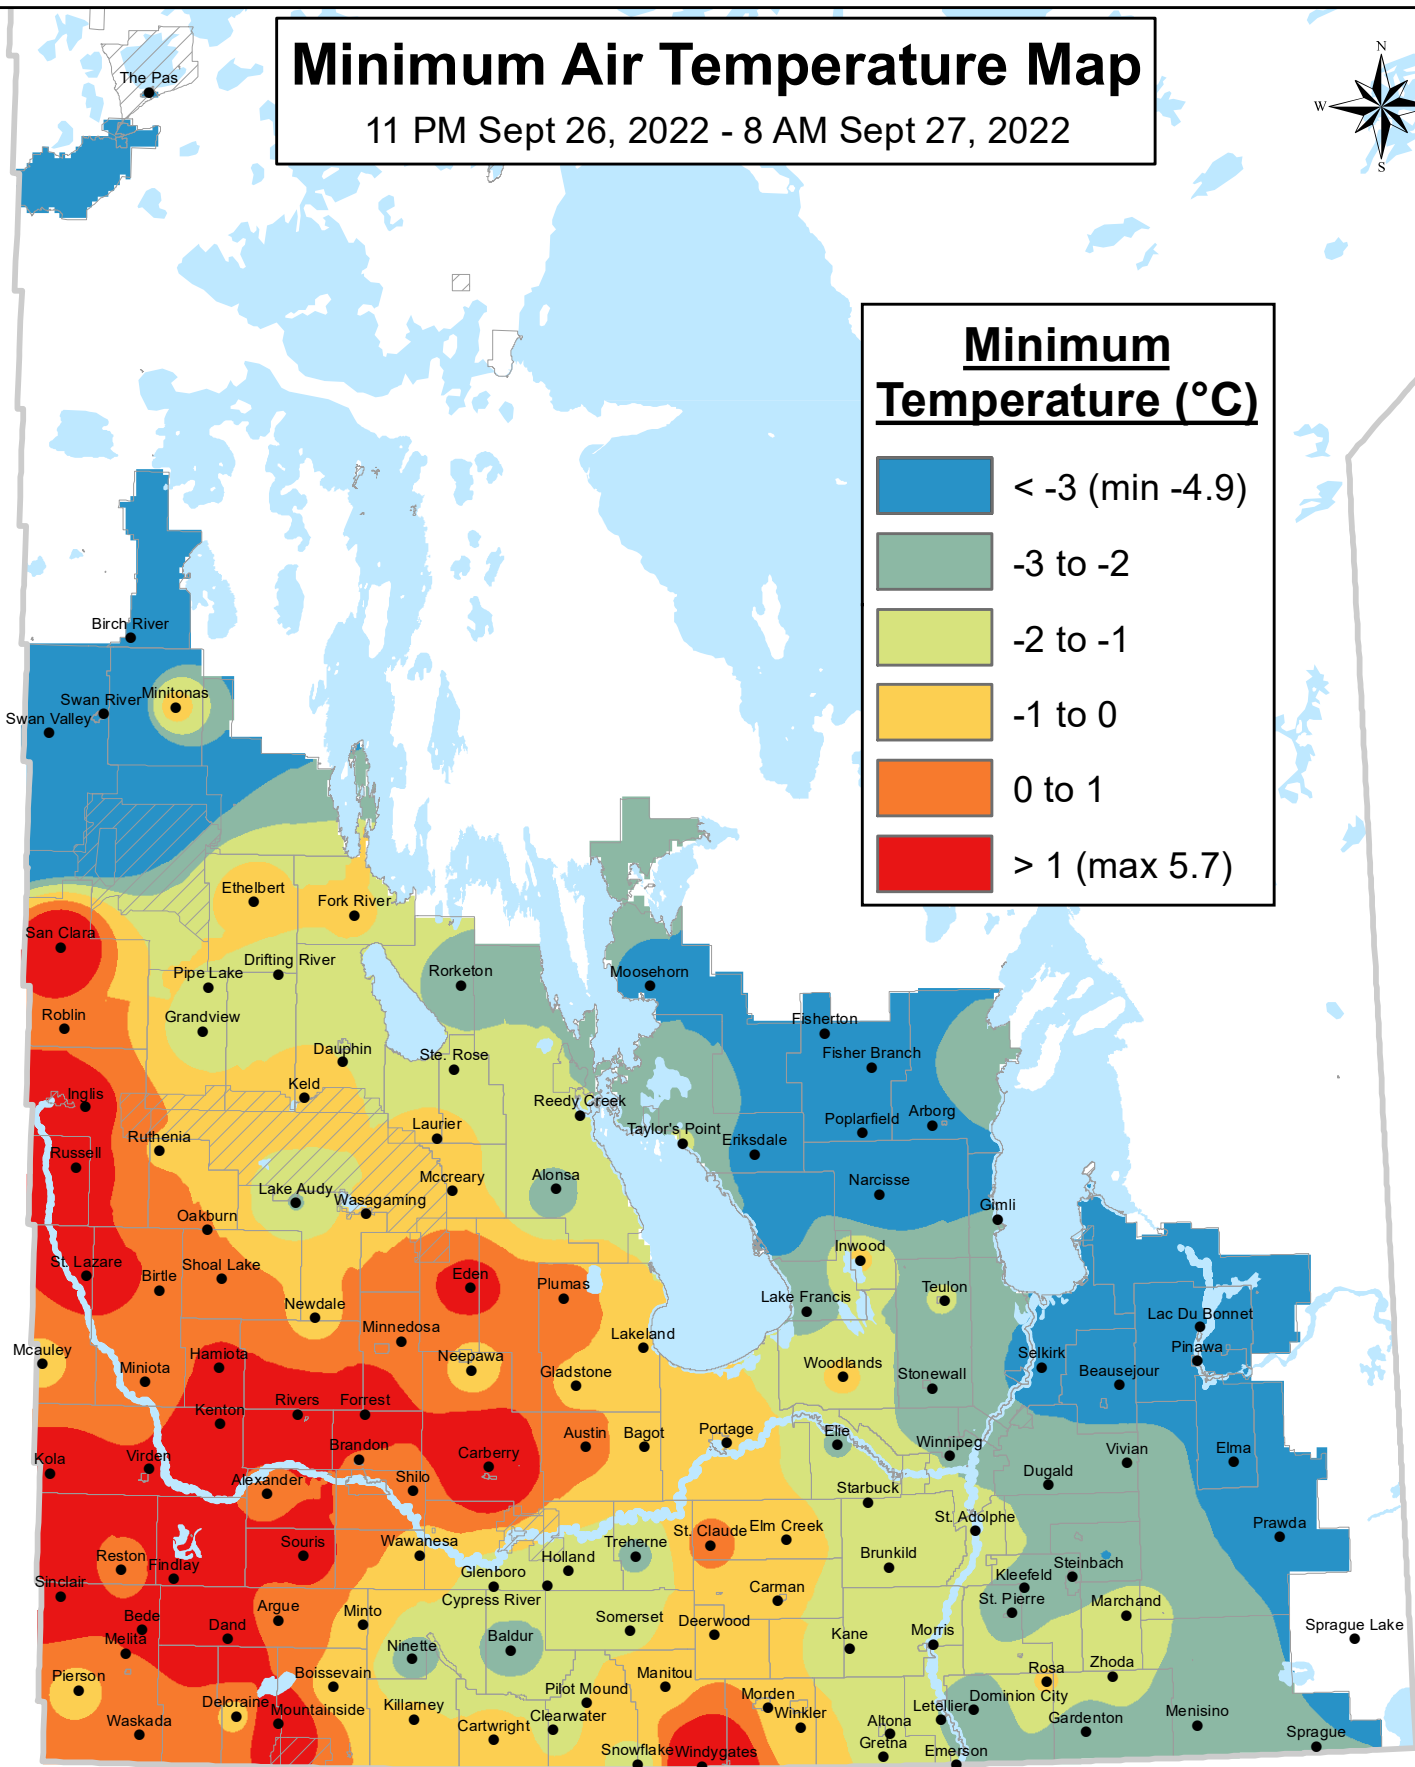 Minimum Air Temperature Map
11 PM Sept 26, 2022 - 8 AM Sept 27, 2022
N
W
S
The Pas
Minimum
Temperature (°C)
< -3 (min -4.9)
-3 to -2
-2 to -1
-1 to 0
0 to 1
> 1 (max 5.7)
Birch River
Swan River
Minitonas
Swan Valley
Ethelbert
Fork River
San Clara
Drifting River
Pipe Lake
Rorketon
Moosehorn
Roblin
Grandview
Fisherton
Dauphin
Ste. Rose
Fisher Branch
Keld
Inglis
Reedy Creek
Laurier
Arborg
Poplarfield
Taylor's Point
Eriksdale
Ruthenia
Russell
Mccreary
Alonsa
Narcisse
Lake Audy
Wasagaming
Gimli
Oakburn
Inwood
St. Lazare
Birtle
Shoal Lake
Eden
Plumas
Teulon
Lake Francis
Newdale
Lac Du Bonnet
Minnedosa
Lakeland
Mcauley
Hamiota
Neepawa
Pinawa
Selkirk
Woodlands
Miniota
Gladstone
Stonewall
Beausejour
Rivers
Forrest
Kenton
Portage
Elie
Austin
Bagot
Winnipeg
Brandon
Carberry
Vivian
Elma
Kola
Virden
Alexander
Shilo
Dugald
Starbuck
St. Adolphe
St. Claude
Elm Creek
Prawda
Souris
Wawanesa
Treherne
Reston
Findlay
Holland
Brunkild
Steinbach
Glenboro
Kleefeld
Sinclair
Cypress River
Carman
St. Pierre
Marchand
Argue
Minto
Bede
Somerset
Deerwood
Dand
Sprague Lake
Melita
Ninette
Baldur
Kane
Morris
Zhoda
Pierson
Boissevain
Manitou
Rosa
Pilot Mound
Morden
Dominion City
Deloraine
Mountainside
Killarney
Letellier
Winkler
Menisino
Waskada
Clearwater
Altona
Gardenton
Cartwright
Sprague
Gretna
Snowflake
Windygates
Emerson